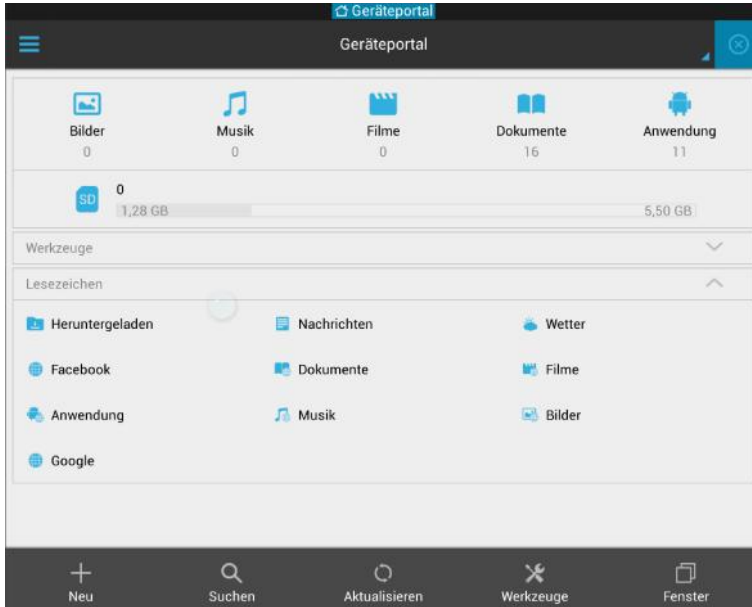 Geräteportal
Geräteportal
Bilder Musik Filme Dokumente Anwendung
0 0 0 16 11
SD 0
1,28 GB 5,50 GB
Werkzeuge
Lesezeichen
Heruntergeladen Nachrichten Wetter
Facebook Dokumente Filme
Anwendung Musik Bilder
Google
Neu Suchen Aktualisieren Werkzeuge Fenster